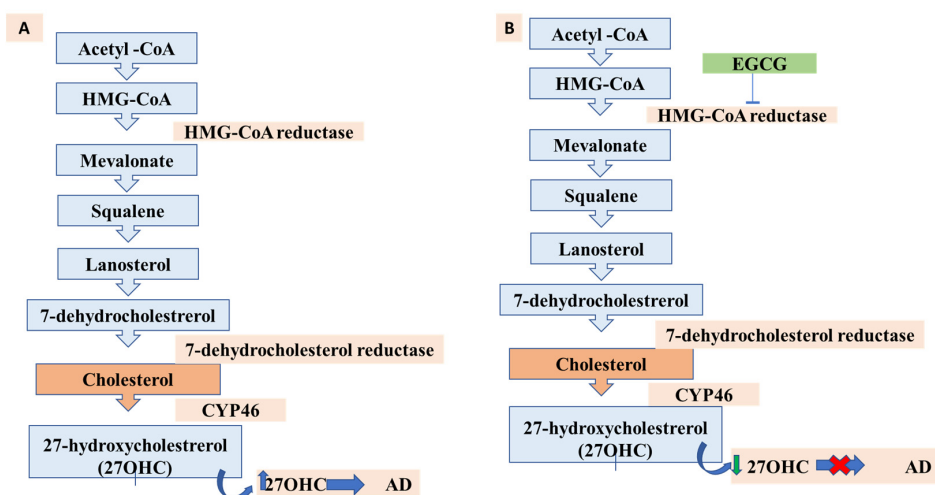 A
Acetyl -CoA
HMG-CoA
HMG-CoA reductase
Mevalonate
Squalene
Lanosterol
7-dehydrocholestrerol
7-dehydrocholesterol reductase
Cholesterol
CYP46
27-hydroxycholestrerol
(27OHC)
27OHC AD
B
Acetyl -CoA
EGCG
HMG-CoA
HMG-CoA reductase
Mevalonate
Squalene
Lanosterol
7-dehydrocholestrerol
7-dehydrocholesterol reductase
Cholesterol
CYP46
27-hydroxycholestrerol
(27OHC)
27OHC AD